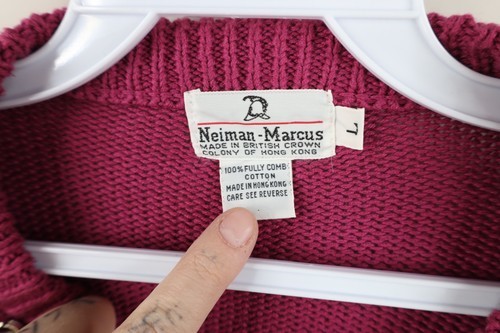 Neiman-Marcus
MADE IN BRITISH CROWN
COLONY OF HONG KONG
L
100% FULLY COMB
COTTON
MADE IN HONG KONG
CARE SEE REVERSE